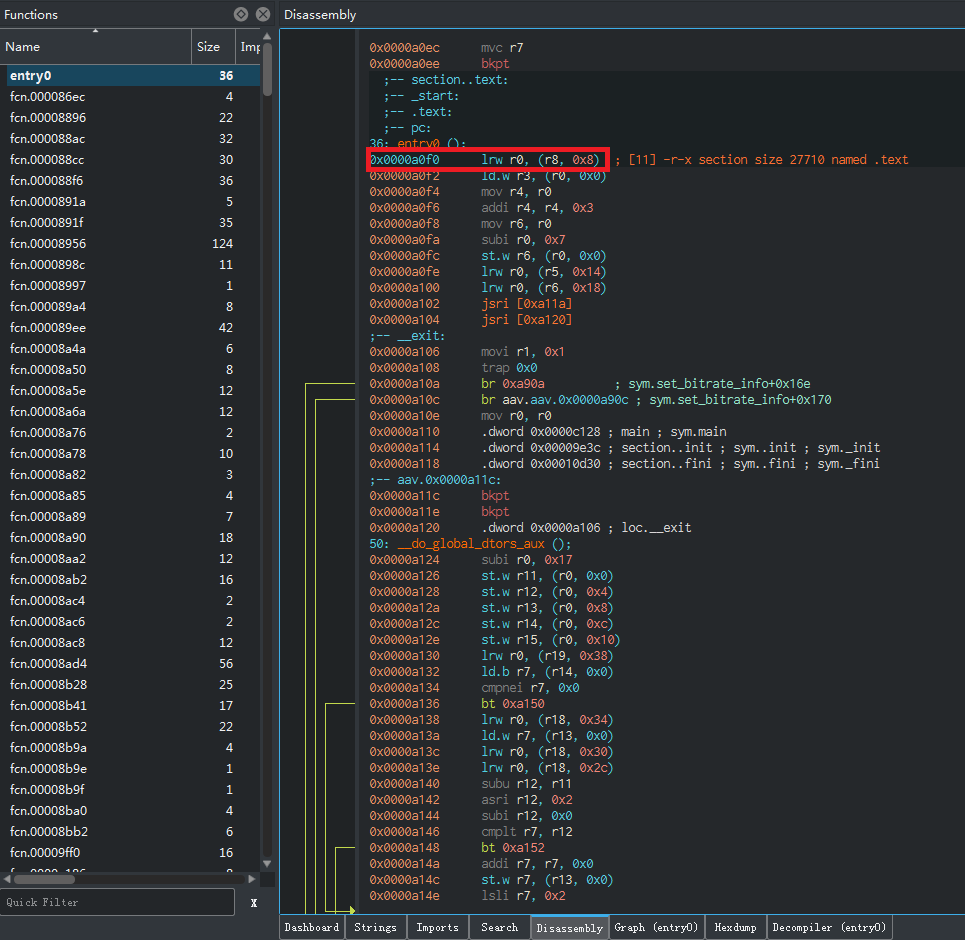 Functions
Name Size Imp
entry0 36
fcn.000086ec 4
fcn.00008896 22
fcn.000088ac 32
fcn.000088cc 30
fcn.000088f6 36
fcn.0000891a 5
fcn.0000891f 35
fcn.00008956 124
fcn.0000898c 11
fcn.00008997 1
fcn.000089a4 8
fcn.000089ee 42
fcn.00008a4a 6
fcn.00008a50 8
fcn.00008a5e 12
fcn.00008a6a 12
fcn.00008a76 2
fcn.00008a78 10
fcn.00008a82 3
fcn.00008a85 4
fcn.00008a89 7
fcn.00008a90 18
fcn.00008aa2 12
fcn.00008ab2 16
fcn.00008ac4 2
fcn.00008ac6 2
fcn.00008ac8 12
fcn.00008ad4 56
fcn.00008b28 25
fcn.00008b41 17
fcn.00008b52 22
fcn.00008b9a 4
fcn.00008b9e 1
fcn.00008b9f 1
fcn.00008ba0 4
fcn.00008bb2 6
fcn.00009ff0 16
Quick Filter X
Disassembly
0x0000a0ec mvc r7
0x0000a0ee bkpt
;-- section..text:
;-- _start:
;-- .text:
;-- pc:
36: entry0 ();
0x0000a0f0 lrw r0, (r8, 0x8) ; [11] -r-x section size 27710 named .text
0x0000a0f2 ld.w r3, (r0, 0x0)
0x0000a0f4 mov r4, r0
0x0000a0f6 addi r4, r4, 0x3
0x0000a0f8 mov r6, r0
0x0000a0fa subi r0, 0x7
0x0000a0fc st.w r6, (r0, 0x0)
0x0000a0fe lrw r0, (r5, 0x14)
0x0000a100 lrw r0, (r6, 0x18)
0x0000a102 jsri [0xa11a]
0x0000a104 jsri [0xa120]
;-- __exit:
0x0000a106 movi r1, 0x1
0x0000a108 trap 0x0
0x0000a10a br 0xa90a ; sym.set_bitrate_info+0x16e
0x0000a10c br aav.aav.0x0000a90c ; sym.set_bitrate_info+0x170
0x0000a10e mov r0, r0
0x0000a110 .dword 0x0000c128 ; main ; sym.main
0x0000a114 .dword 0x00009e3c ; section..init ; sym..init ; sym._init
0x0000a118 .dword 0x00010d30 ; section..fini ; sym..fini ; sym._fini
;-- aav.0x0000a11c:
0x0000a11c bkpt
0x0000a11e bkpt
0x0000a120 .dword 0x0000a106 ; loc.__exit
50: __do_global_dtors_aux ();
0x0000a124 subi r0, 0x17
0x0000a126 st.w r11, (r0, 0x0)
0x0000a128 st.w r12, (r0, 0x4)
0x0000a12a st.w r13, (r0, 0x8)
0x0000a12c st.w r14, (r0, 0xc)
0x0000a12e st.w r15, (r0, 0x10)
0x0000a130 lrw r0, (r19, 0x38)
0x0000a132 ld.b r7, (r14, 0x0)
0x0000a134 cmpnei r7, 0x0
0x0000a136 bt 0xa150
0x0000a138 lrw r0, (r18, 0x34)
0x0000a13a ld.w r7, (r13, 0x0)
0x0000a13c lrw r0, (r18, 0x30)
0x0000a13e lrw r0, (r18, 0x2c)
0x0000a140 subu r12, r11
0x0000a142 asri r12, 0x2
0x0000a144 subi r12, 0x0
0x0000a146 cmplt r7, r12
0x0000a148 bt 0xa152
0x0000a14a addi r7, r7, 0x0
0x0000a14c st.w r7, (r13, 0x0)
0x0000a14e lsli r7, 0x2
Dashboard Strings Imports Search Disassembly Graph (entry0) Hexdump Decompiler (entry0)